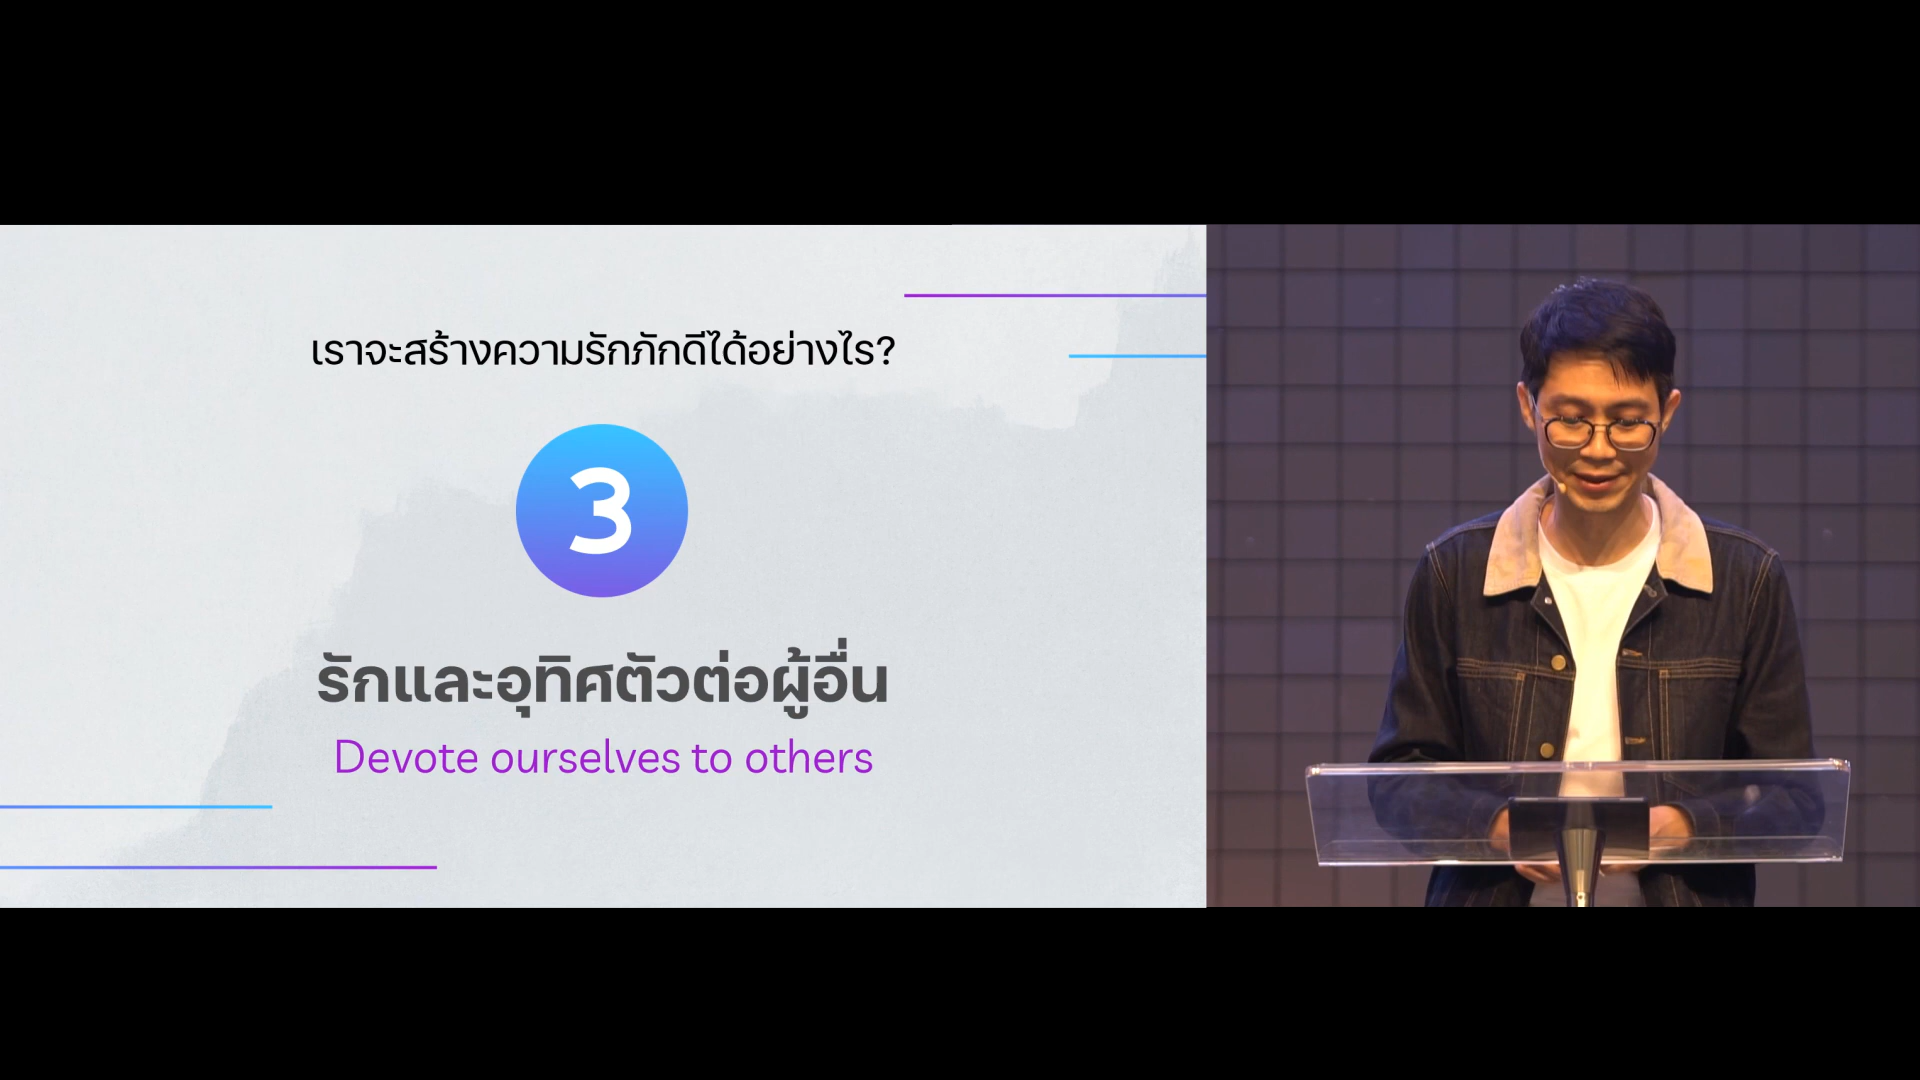 เราจะสร้างความรักภักดีได้อย่างไร?
3
รักและอุทิศตัวต่อผู้อื่น
Devote ourselves to others